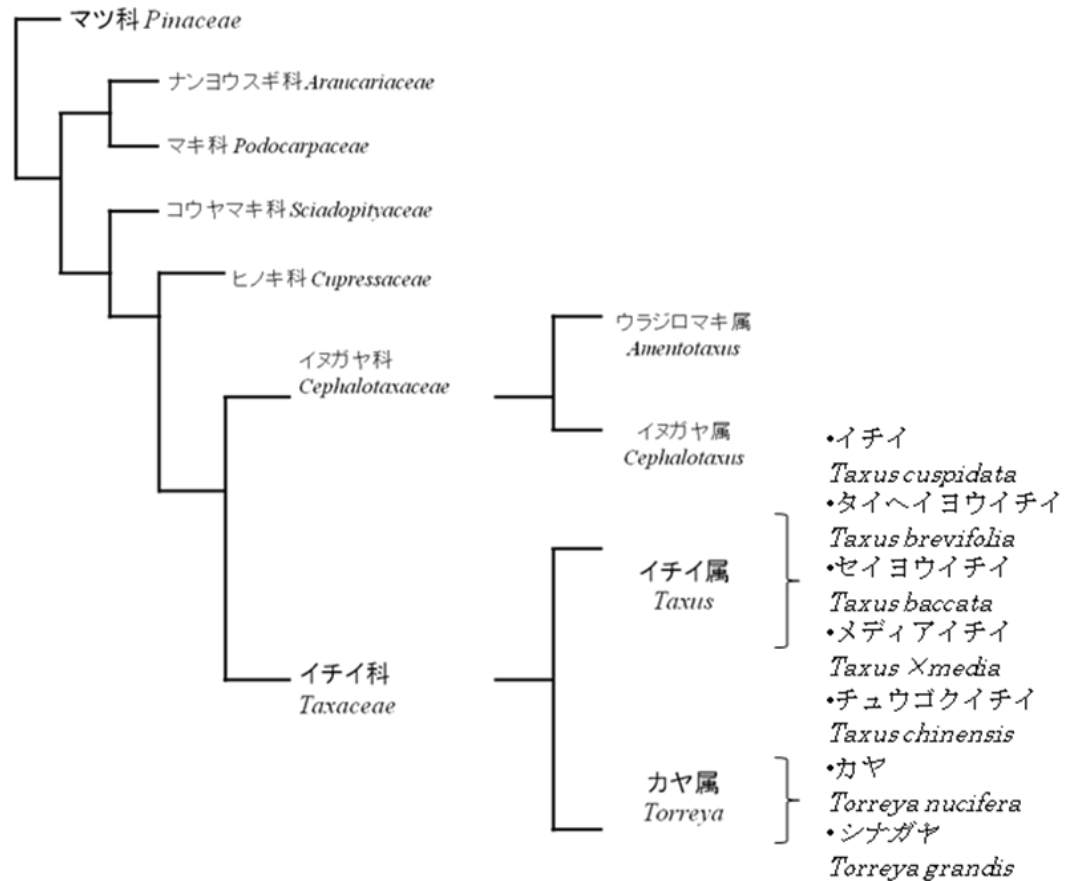 マツ科 Pinaceae
ナンヨウスギ科 Araucariaceae
マキ科 Podocarpaceae
コウヤマキ科 Sciadopityaceae
ヒノキ科 Cupressaceae
イヌガヤ科
Cephalotaxaceae
ウラジロマキ属
Amentotaxus
イヌガヤ属
Cephalotaxus
イチイ科
Taxaceae
イチイ属
Taxus
カヤ属
Torreya
•イチイ
Taxus cuspidata
•タイヘイヨウイチイ
Taxus brevifolia
•セイヨウイチイ
Taxus baccata
•メディアイチイ
Taxus ×media
•チュウゴクイチイ
Taxus chinensis
•カヤ
Torreya nucifera
•シナガヤ
Torreya grandis